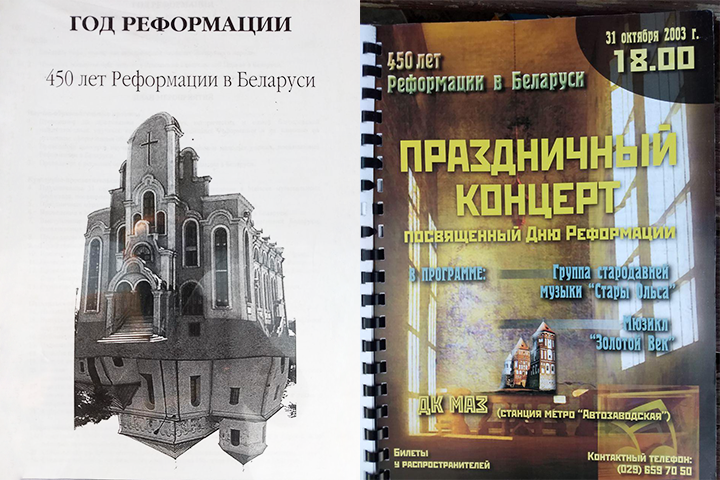 ГОД РЕФОРМАЦИИ
450 лет Реформации в Беларуси
31 октября 2003 г.
18.00
450 лет
Реформации в Беларуси
ПРАЗДНИЧНЫЙ
КОНЦЕРТ,
посвященный Дню Реформации
В ПРОГРАММЕ:
Группа стародавней
музыки "Стары Ольса"
Мюзикл
"Золотой Век"
ДК МАЗ (станция метро "Автозаводская")
Билеты
у распространителей
Контактный телефон:
(029) 659 70 50